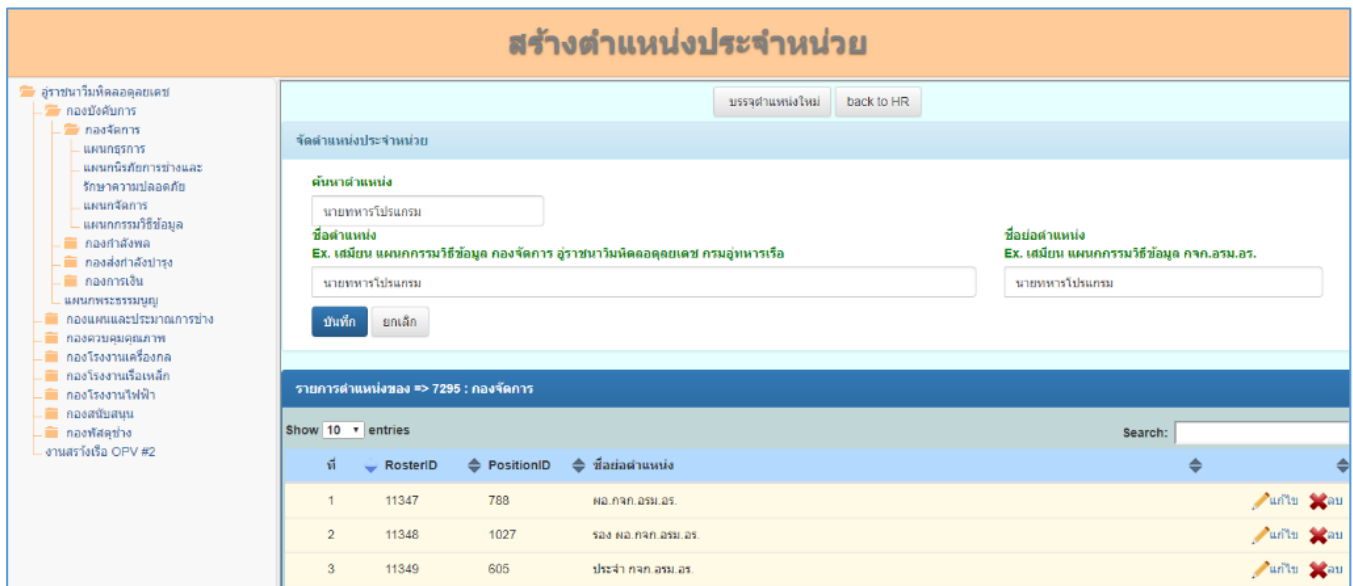 สร้างตำแหน่งประจำหน่วย
อู่ราชนาวีมหิดลอดุลยเดช
กองบังคับการ
กองจัดการ
แผนกธุรการ
แผนกนิรภัยการช่างและ
รักษาความปลอดภัย
แผนกจัดการ
แผนกกรรมวิธีข้อมูล
กองกำลังพล
กองส่งกำลังบำรุง
กองการเงิน
แผนกพระธรรมนูญ
กองแผนและประมาณการช่าง
กองควบคุมคุณภาพ
กองโรงงานเครื่องกล
กองโรงงานเรือเหล็ก
กองโรงงานไฟฟ้า
กองสนับสนุน
กองพัสดุช่าง
งานสร้งเรือ OPV #2
บรรจุตำแหน่งใหม่ back to HR
จัดตำแหน่งประจำหน่วย
ค้นหาตำแหน่ง
นายทหารโปรแกรม
ชื่อตำแหน่ง ชื่อย่อตำแหน่ง
Ex. เสมียน แผนกกรรมวิธีข้อมูล กองจัดการ อู่ราชนาวีมหิดลอดุลยเดช กรมอู่ทหารเรือ Ex. เสมียน แผนกกรรมวิธีข้อมูล กจก.อรม.อร.
นายทหารโปรแกรม นายทหารโปรแกรม
บันทึก ยกเลิก
รายการตำแหน่งของ => 7295 : กองจัดการ
Show 10 entries Search:
ที่ RosterID PositionID ชื่อย่อตำแหน่ง
1 11347 788 ผอ.กจก.อรม.อร. แก้ไข ลบ
2 11348 1027 รอง ผอ.กจก.อรม.อร. แก้ไข ลบ
3 11349 605 ประจำ กจก.อรม.อร. แก้ไข ลบ